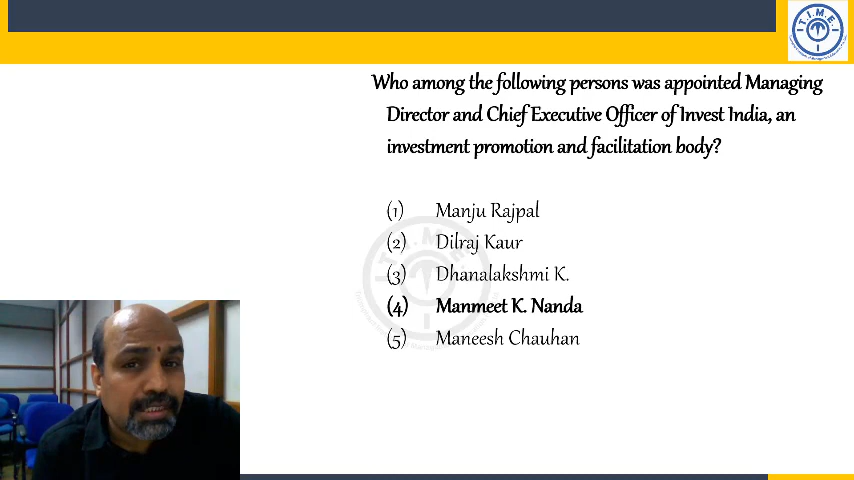 T.I.M.E.
Who among the following persons was appointed Managing
Director and Chief Executive Officer of Invest India, an
investment promotion and facilitation body?
(1) Manju Rajpal
(2) Dilraj Kaur
(3) Dhanalakshmi K.
(4) Manmeet K. Nanda
(5) Maneesh Chauhan